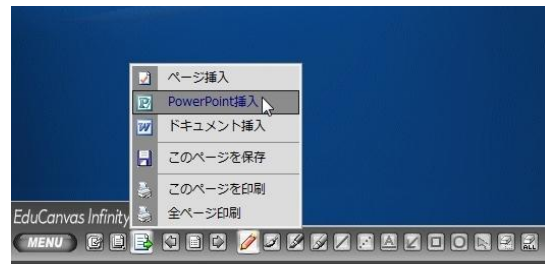 ページ挿入
PowerPoint挿入
ドキュメント挿入
このページを保存
このページを印刷
全ページ印刷
EduCanvas Infinity
MENU
A
ALL